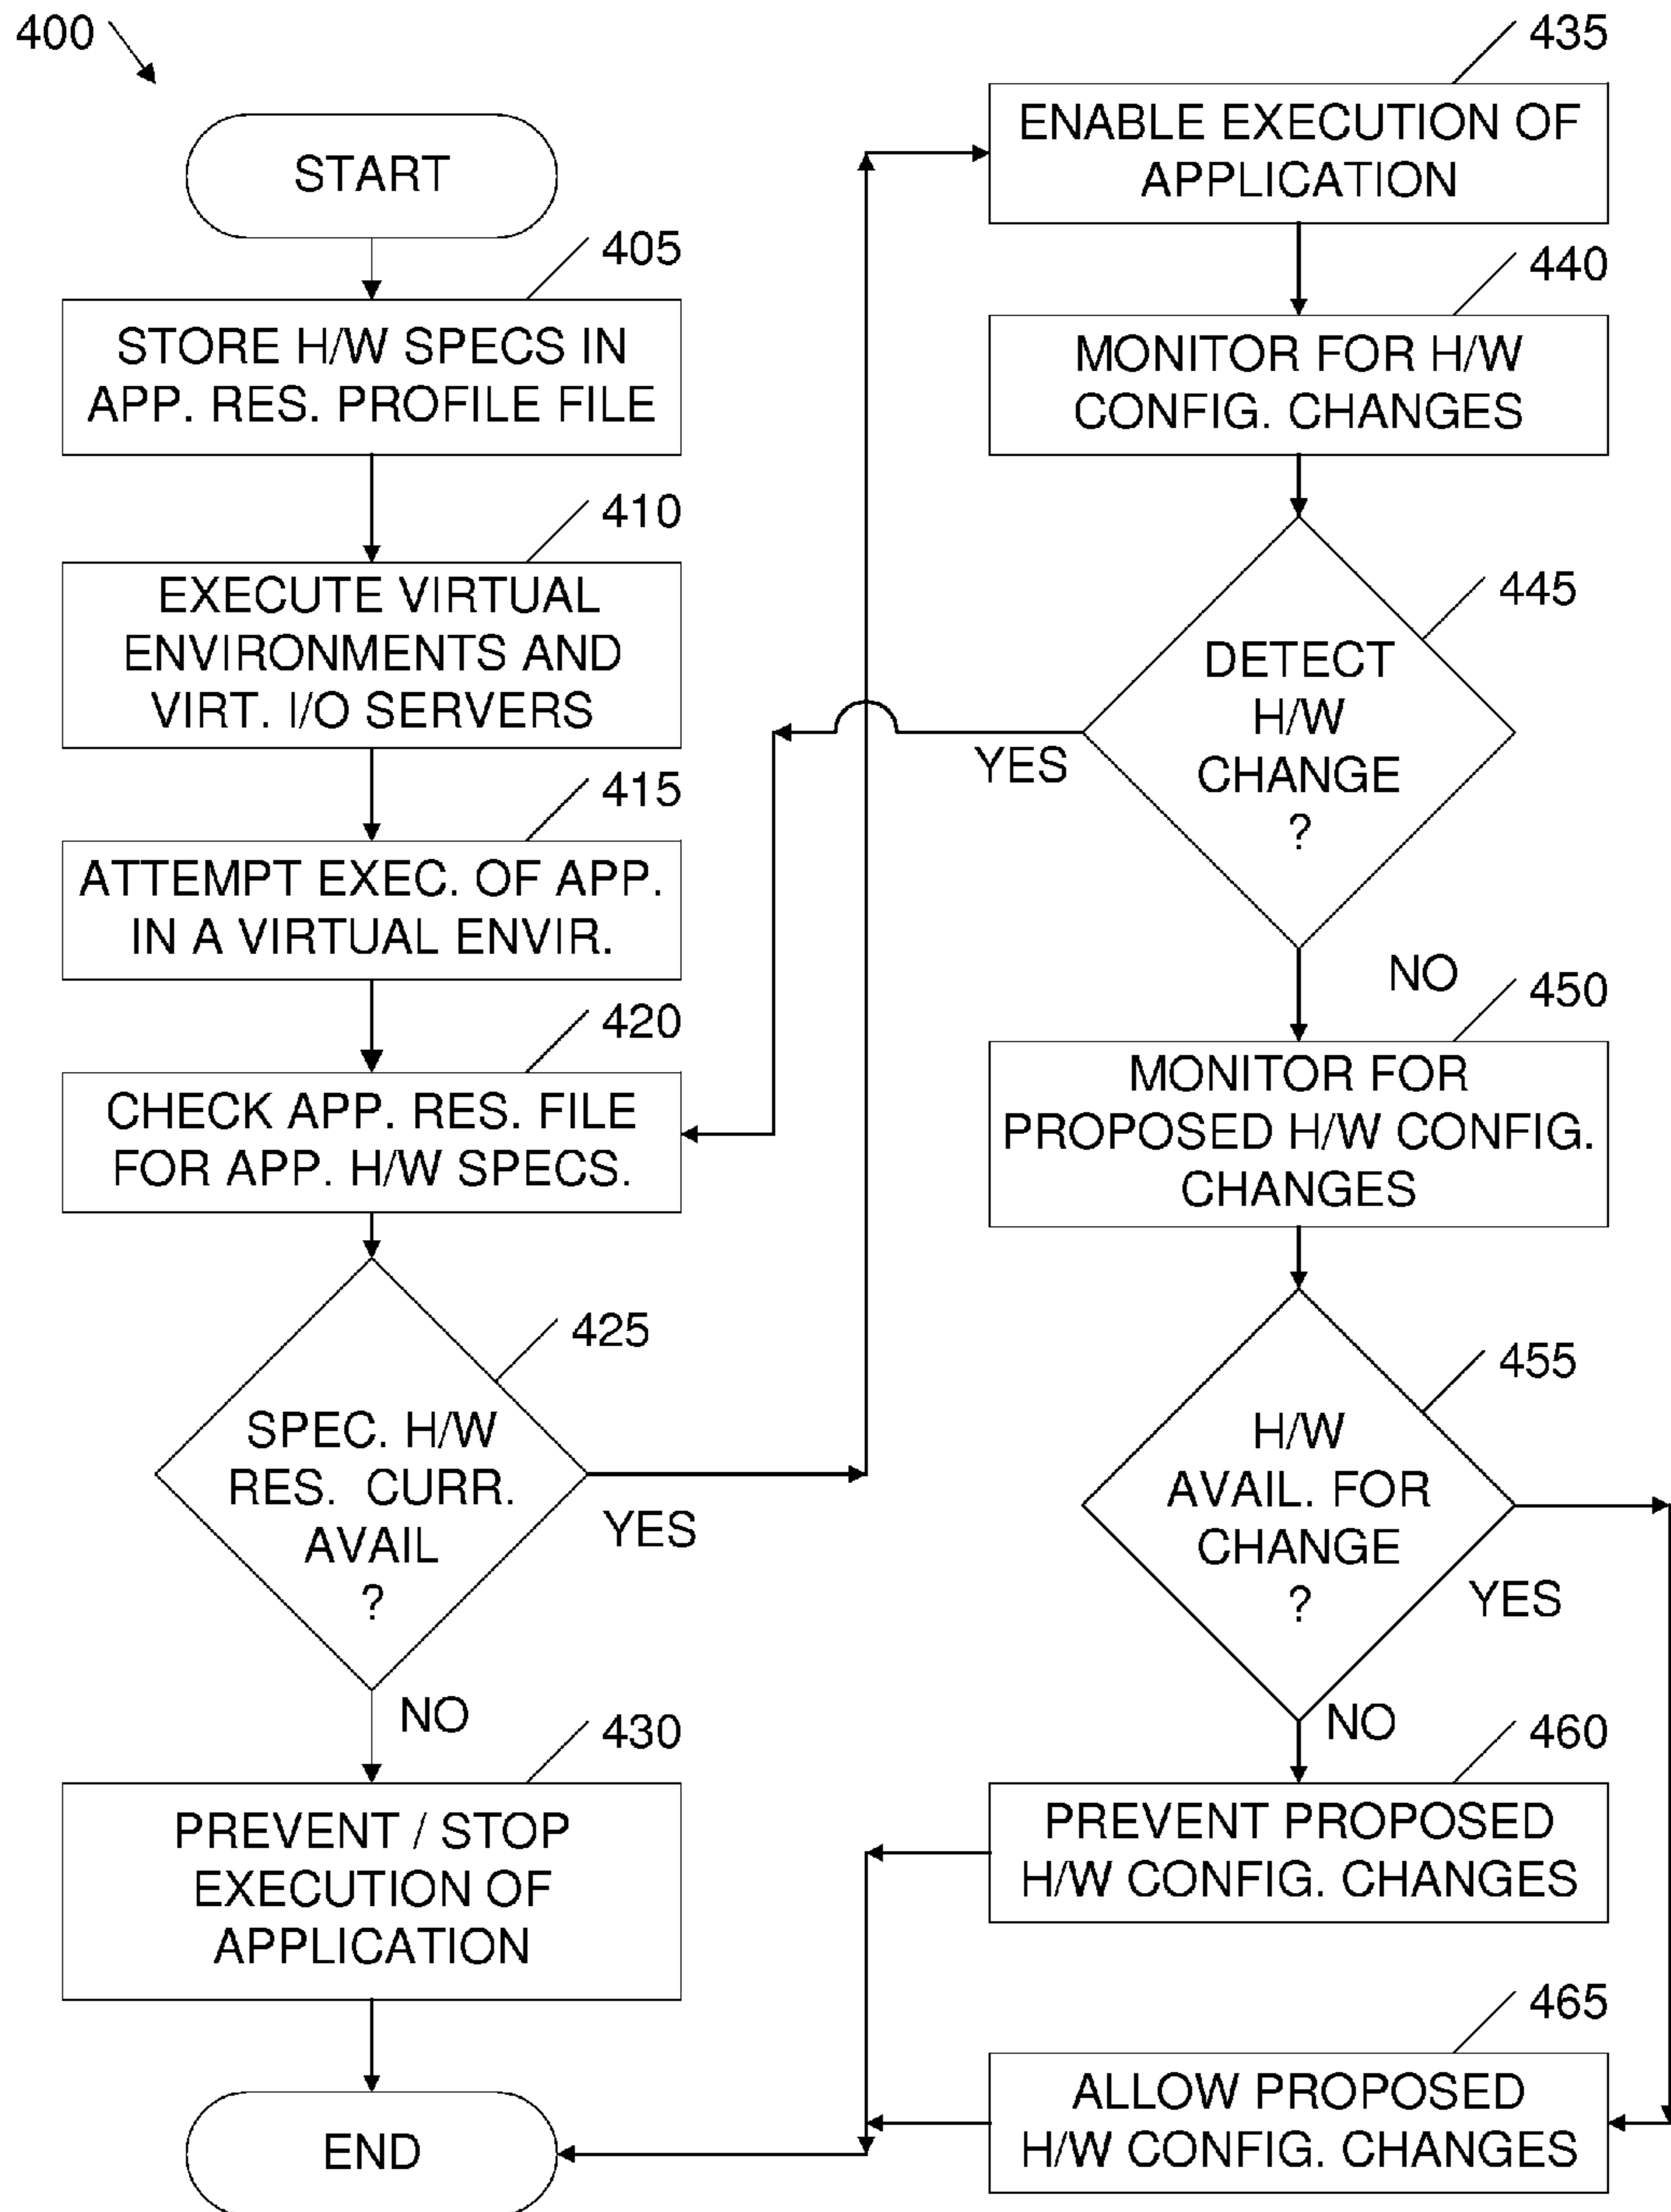 400
START
405
STORE H/W SPECS IN
APP. RES. PROFILE FILE
410
EXECUTE VIRTUAL
ENVIRONMENTS AND
VIRT. I/O SERVERS
415
ATTEMPT EXEC. OF APP.
IN A VIRTUAL ENVIR.
420
CHECK APP. RES. FILE
FOR APP. H/W SPECS.
425
SPEC. H/W
RES. CURR.
AVAIL
?
YES
NO
430
PREVENT / STOP
EXECUTION OF
APPLICATION
END
435
ENABLE EXECUTION OF
APPLICATION
440
MONITOR FOR H/W
CONFIG. CHANGES
445
DETECT
H/W
CHANGE
?
YES
NO
450
MONITOR FOR
PROPOSED H/W CONFIG.
CHANGES
455
H/W
AVAIL. FOR
CHANGE
?
YES
NO
460
PREVENT PROPOSED
H/W CONFIG. CHANGES
465
ALLOW PROPOSED
H/W CONFIG. CHANGES